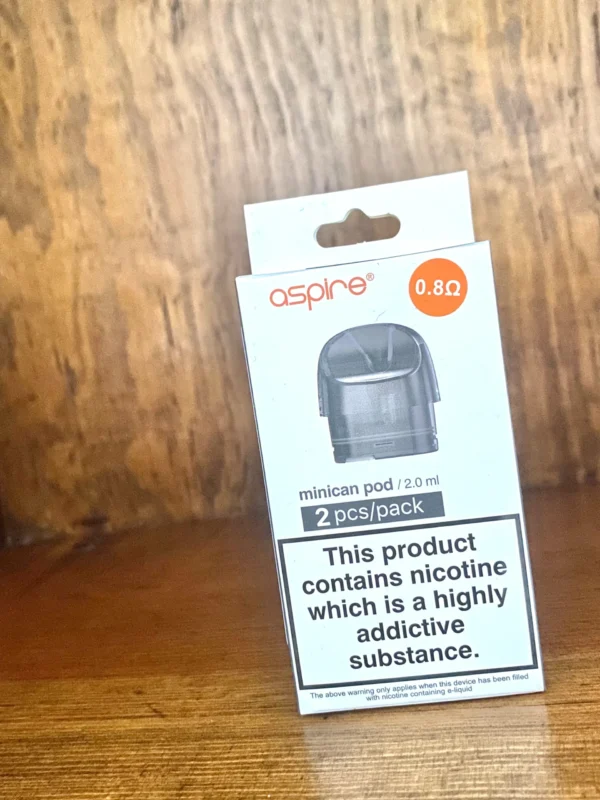 aspire®
0.8Ω
minican pod / 2.0 ml
2 pcs/pack
This product
contains nicotine
which is a highly
addictive
substance.
The above warning only applies when this device has been filled
with nicotine containing e-liquid